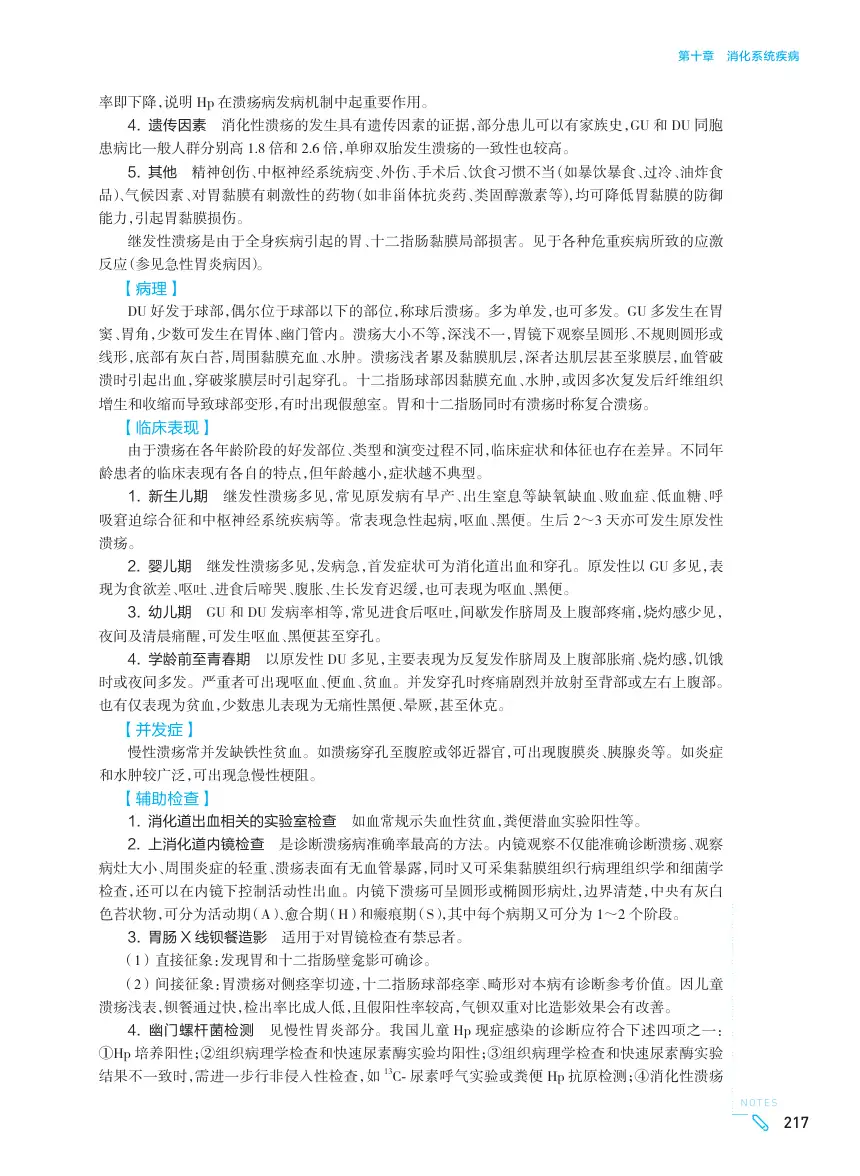 第十章 消化系统疾病
率即下降，说明 Hp 在溃疡病发病机制中起重要作用。
4. 遗传因素 消化性溃疡的发生具有遗传因素的证据，部分患儿可以有家族史，GU 和 DU 同胞
患病比一般人群分别高 1.8 倍和 2.6 倍，单卵双胎发生溃疡的一致性也较高。
5. 其他 精神创伤、中枢神经系统病变、外伤、手术后、饮食习惯不当（如暴饮暴食、过冷、油炸食
品）、气候因素、对胃黏膜有刺激性的药物（如非甾体抗炎药、类固醇激素等），均可降低胃黏膜的防御
能力，引起胃黏膜损伤。
继发性溃疡是由于全身疾病引起的胃、十二指肠黏膜局部损害。见于各种危重疾病所致的应激
反应（参见急性胃炎病因）。
【病理】
DU 好发于球部，偶尔位于球部以下的部位，称球后溃疡。多为单发，也可多发。GU 多发生在胃
窦、胃角，少数可发生在胃体、幽门管内。溃疡大小不等，深浅不一，胃镜下观察呈圆形、不规则圆形或
线形，底部有灰白苔，周围黏膜充血、水肿。溃疡浅者累及黏膜肌层，深者达肌层甚至浆膜层，血管破
溃时引起出血，穿破浆膜层时引起穿孔。十二指肠球部因黏膜充血、水肿，或因多次复发后纤维组织
增生和收缩而导致球部变形，有时出现假憩室。胃和十二指肠同时有溃疡时称复合溃疡。
【临床表现】
由于溃疡在各年龄阶段的好发部位、类型和演变过程不同，临床症状和体征也存在差异。不同年
龄患者的临床表现有各自的特点，但年龄越小，症状越不典型。
1. 新生儿期 继发性溃疡多见，常见原发病有早产、出生窒息等缺氧缺血、败血症、低血糖、呼
吸窘迫综合征和中枢神经系统疾病等。常表现急性起病，呕血、黑便。生后 2～3 天亦可发生原发性
溃疡。
2. 婴儿期 继发性溃疡多见，发病急，首发症状可为消化道出血和穿孔。原发性以 GU 多见，表
现为食欲差、呕吐、进食后啼哭、腹胀、生长发育迟缓，也可表现为呕血、黑便。
3. 幼儿期 GU 和 DU 发病率相等，常见进食后呕吐，间歇发作脐周及上腹部疼痛，烧灼感少见，
夜间及清晨痛醒，可发生呕血、黑便甚至穿孔。
4. 学龄前至青春期 以原发性 DU 多见，主要表现为反复发作脐周及上腹部胀痛、烧灼感，饥饿
时或夜间多发。严重者可出现呕血、便血、贫血。并发穿孔时疼痛剧烈并放射至背部或左右上腹部。
也有仅表现为贫血，少数患儿表现为无痛性黑便、晕厥，甚至休克。
【并发症】
慢性溃疡常并发缺铁性贫血。如溃疡穿孔至腹腔或邻近器官，可出现腹膜炎、胰腺炎等。如炎症
和水肿较广泛，可出现急慢性梗阻。
【辅助检查】
1. 消化道出血相关的实验室检查 如血常规示失血性贫血，粪便潜血实验阳性等。
2. 上消化道内镜检查 是诊断溃疡病准确率最高的方法。内镜观察不仅能准确诊断溃疡、观察
病灶大小、周围炎症的轻重、溃疡表面有无血管暴露，同时又可采集黏膜组织行病理组织学和细菌学
检查，还可以在内镜下控制活动性出血。内镜下溃疡可呈圆形或椭圆形病灶，边界清楚，中央有灰白
色苔状物，可分为活动期（A）、愈合期（H）和瘢痕期（S），其中每个病期又可分为 1～2 个阶段。
3. 胃肠 X 线钡餐造影 适用于对胃镜检查有禁忌者。
（1）直接征象：发现胃和十二指肠壁龛影可确诊。
（2）间接征象：胃溃疡对侧痉挛切迹，十二指肠球部痉挛、畸形对本病有诊断参考价值。因儿童
溃疡浅表，钡餐通过快，检出率比成人低，且假阳性率较高，气钡双重对比造影效果会有改善。
4. 幽门螺杆菌检测 见慢性胃炎部分。我国儿童 Hp 现症感染的诊断应符合下述四项之一：
①Hp 培养阳性；②组织病理学检查和快速尿素酶实验均阳性；③组织病理学检查和快速尿素酶实验
结果不一致时，需进一步行非侵入性检查，如 ¹³C- 尿素呼气实验或粪便 Hp 抗原检测；④消化性溃疡
NOTES
217